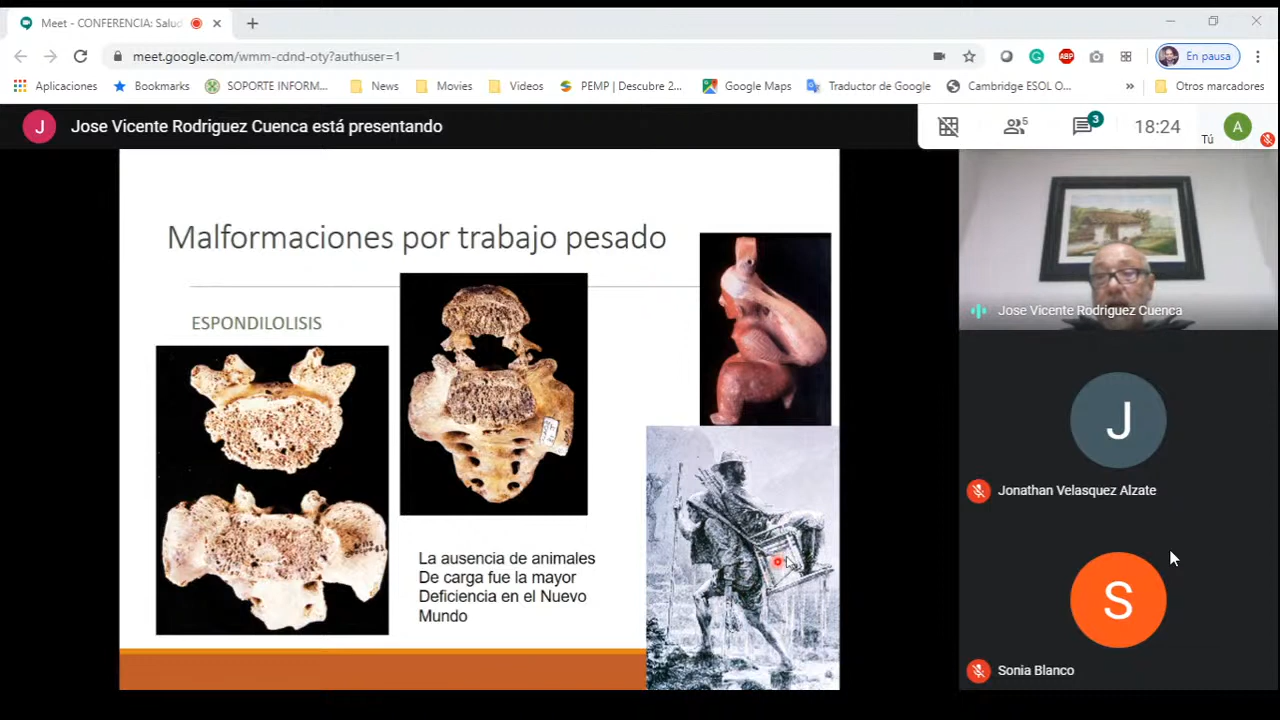 Meet - CONFERENCIA: Salud
meet.google.com/wmm-cdnd-oty?authuser=1
En pausa
Aplicaciones
Bookmarks
SOPORTE INFORM...
News
Movies
Videos
PEMP | Descubre 2...
Google Maps
Traductor de Google
Cambridge ESOL O...
»
Otros marcadores
J
Jose Vicente Rodriguez Cuenca está presentando
5
3
18:24
Tú
A
Malformaciones por trabajo pesado
ESPONDILOLISIS
La ausencia de animales
De carga fue la mayor
Deficiencia en el Nuevo
Mundo
Jose Vicente Rodriguez Cuenca
J
Jonathan Velasquez Alzate
S
Sonia Blanco